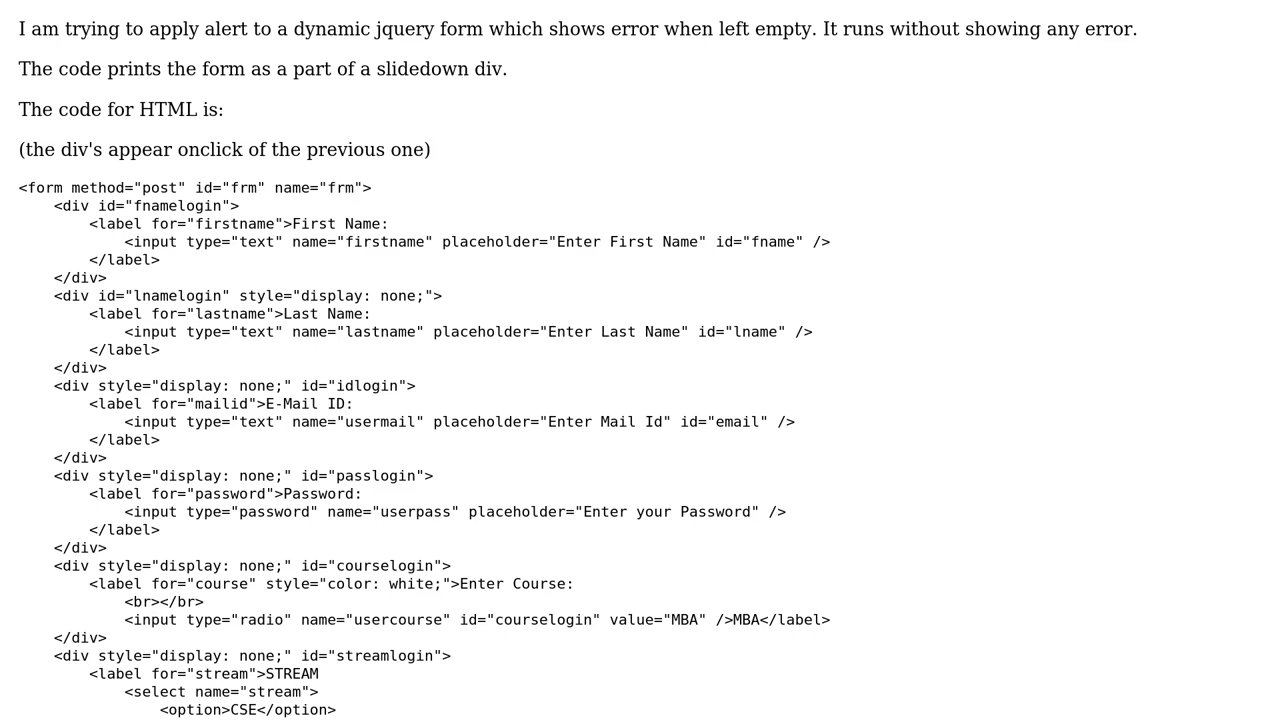 I am trying to apply alert to a dynamic jquery form which shows error when left empty. It runs without showing any error.
The code prints the form as a part of a slidedown div.
The code for HTML is:
(the div's appear onclick of the previous one)
<form method="post" id="frm" name="frm">
    <div id="fnamelogin">
        <label for="firstname">First Name:
            <input type="text" name="firstname" placeholder="Enter First Name" id="fname" />
        </label>
    </div>
    <div id="lnamelogin" style="display: none;">
        <label for="lastname">Last Name:
            <input type="text" name="lastname" placeholder="Enter Last Name" id="lname" />
        </label>
    </div>
    <div style="display: none;" id="idlogin">
        <label for="mailid">E-Mail ID:
            <input type="text" name="usermail" placeholder="Enter Mail Id" id="email" />
        </label>
    </div>
    <div style="display: none;" id="passlogin">
        <label for="password">Password:
            <input type="password" name="userpass" placeholder="Enter your Password" />
        </label>
    </div>
    <div style="display: none;" id="courselogin">
        <label for="course" style="color: white;">Enter Course:
            <br></br>
            <input type="radio" name="usercourse" id="courselogin" value="MBA" />MBA</label>
    </div>
    <div style="display: none;" id="streamlogin">
        <label for="stream">STREAM
            <select name="stream">
                <option>CSE</option>